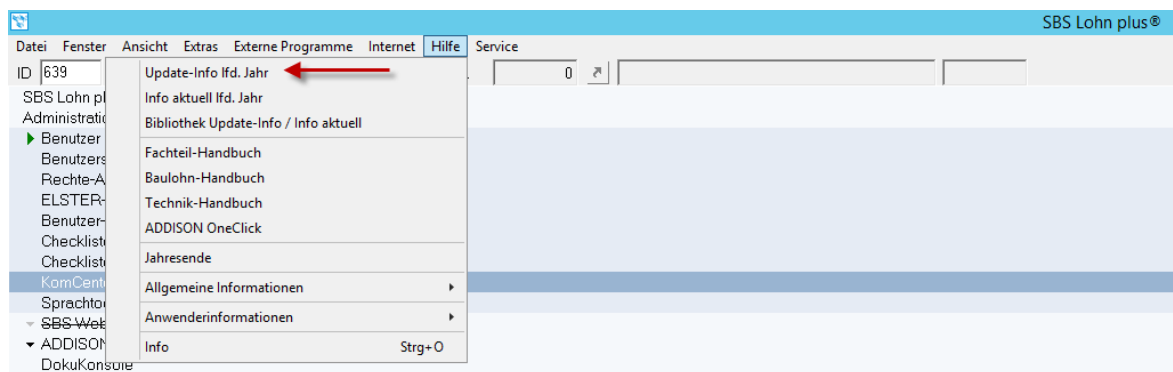 SBS Lohn plus®
Datei Fenster Ansicht Extras Externe Programme Internet Hilfe Service
ID 639 0
SBS Lohn pl
Administratio
Benutzer
Benutzers
Rechte-A
ELSTER-
Benutzer-
Checkliste
Checkliste
KomCent
Sprachto
SBS Web
ADDISON
DokuKonsole
Update-Info lfd. Jahr
Info aktuell lfd. Jahr
Bibliothek Update-Info / Info aktuell
Fachteil-Handbuch
Baulohn-Handbuch
Technik-Handbuch
ADDISON OneClick
Jahresende
Allgemeine Informationen
Anwenderinformationen
Info Strg+O